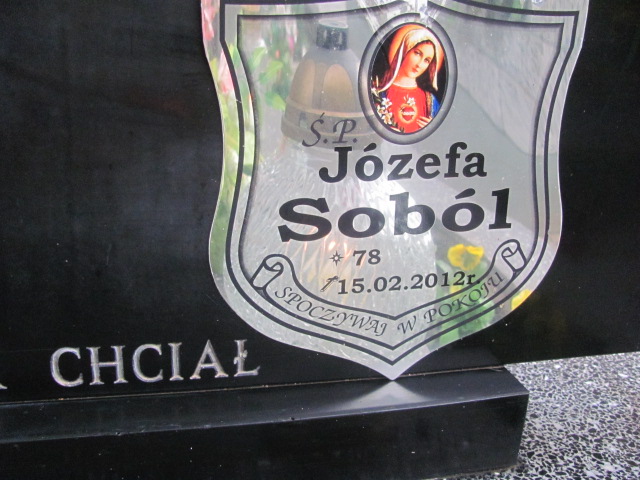 Ś.P.
Józefa
Soból
☼ 78
† 15.02.2012r.
SPOCZYWAJ W POKOJU
CHCIAŁ